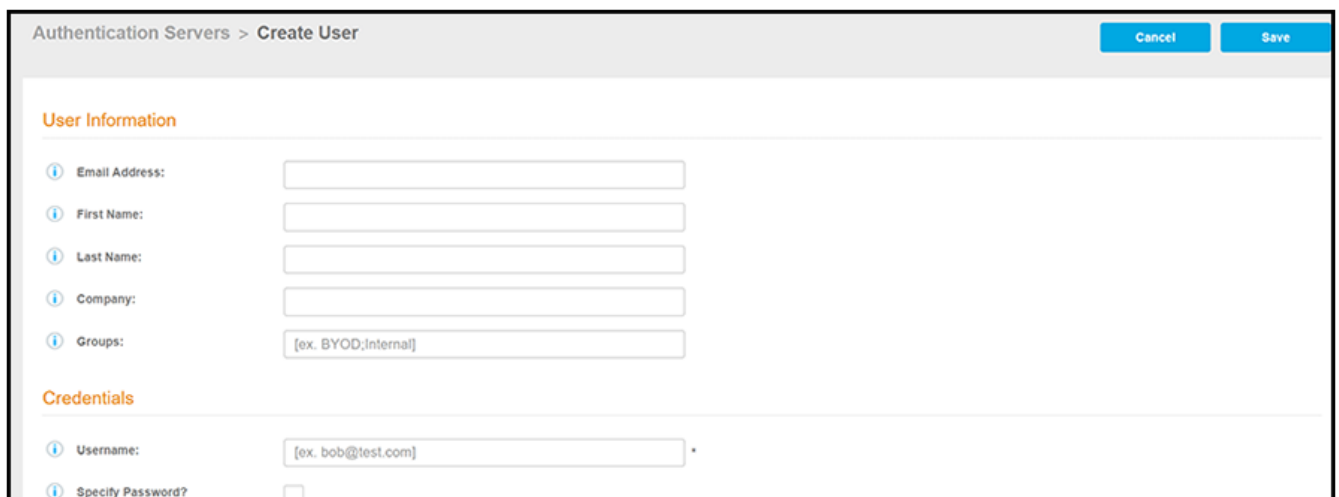 Authentication Servers > Create User
Cancel
Save
User Information
Email Address:
First Name:
Last Name:
Company:
Groups:
[ex. BYOD;Internal]
Credentials
Username:
[ex. bob@test.com]
*
Specify Password?